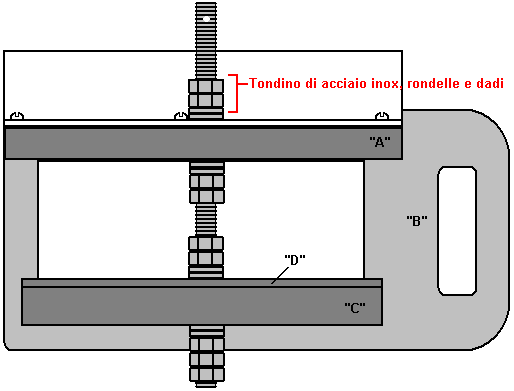 Tondino di acciaio inox, rondelle e dadi
"A"
"B"
"D"
"C"